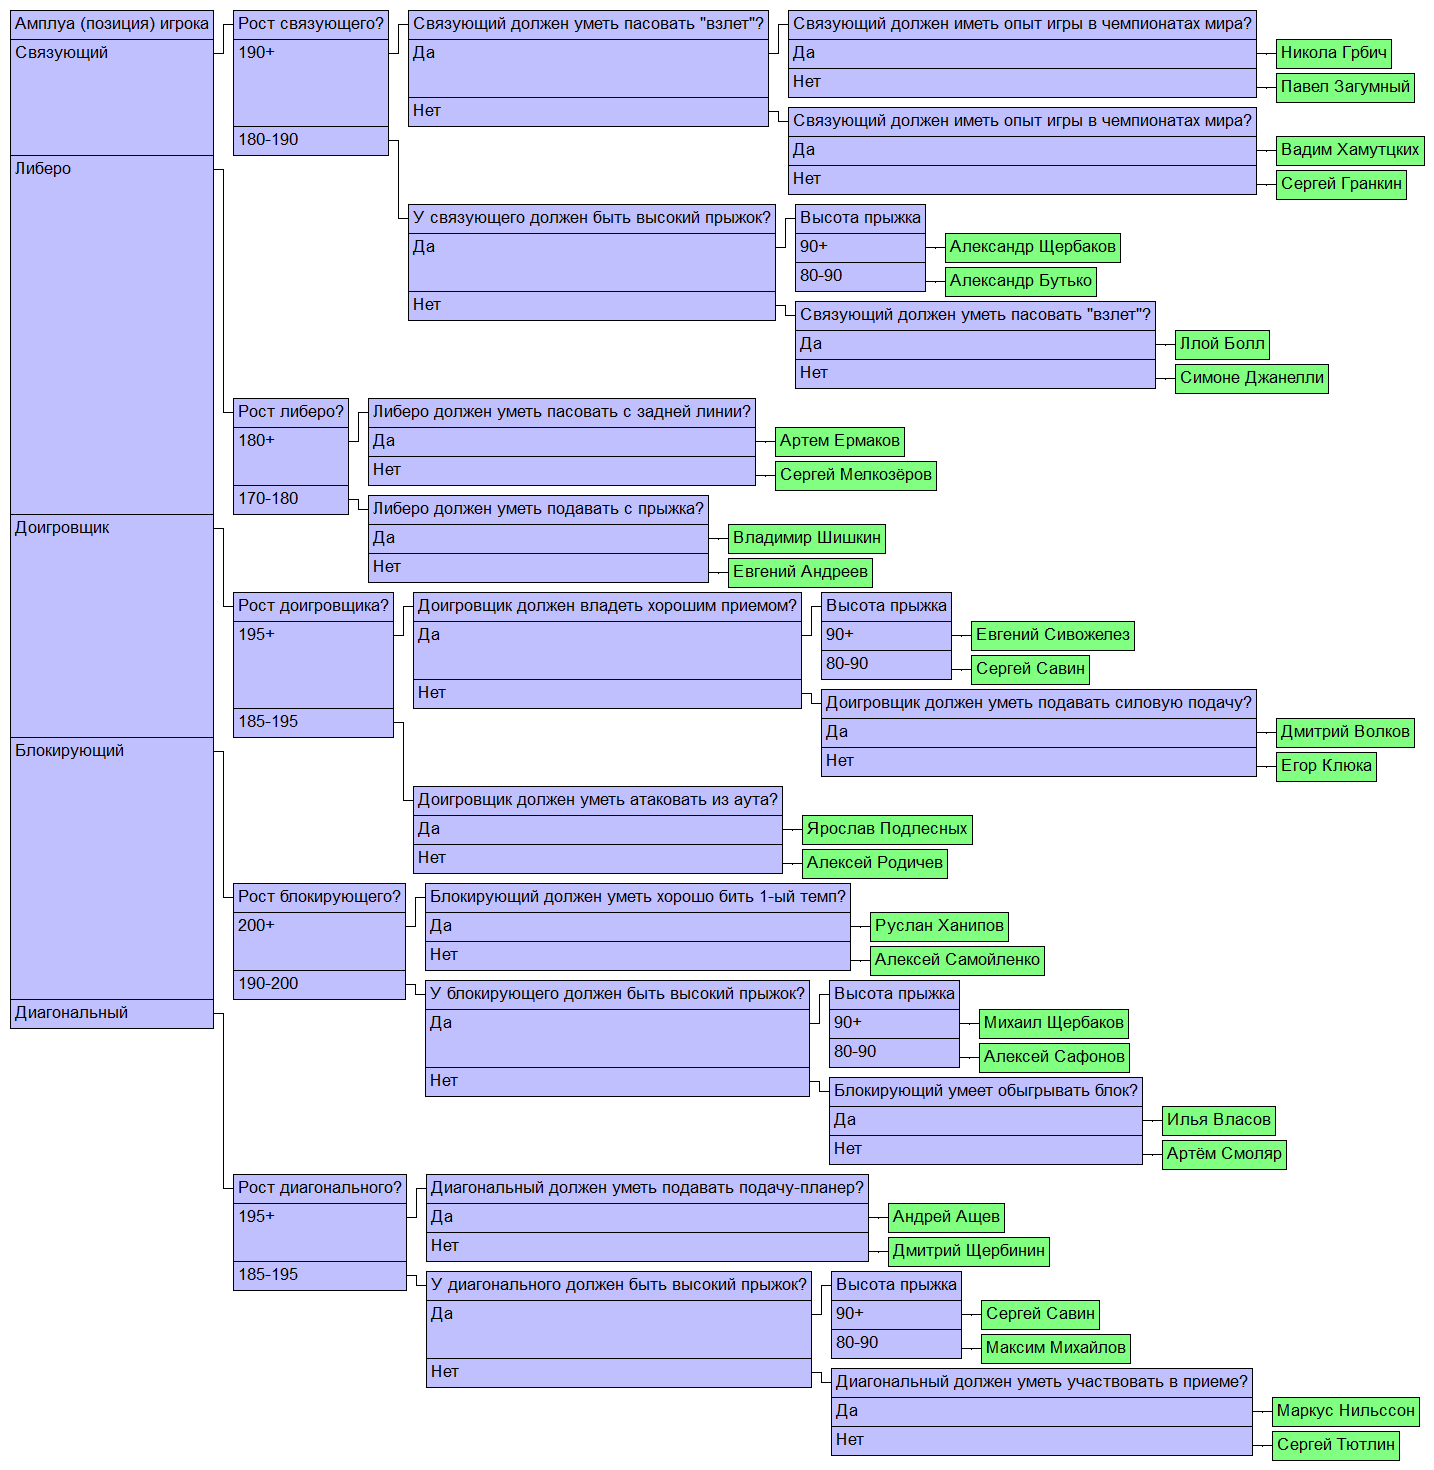 Амплуа (позиция) игрока
Связующий
Либеро
Доигровщик
Блокирующий
Диагональный
Рост связующего?
190+
180-190
Связующий должен уметь пасовать "взлет"?
Да
Нет
Связующий должен иметь опыт игры в чемпионатах мира?
Да
Нет
Никола Грбич
Павел Загумный
Связующий должен иметь опыт игры в чемпионатах мира?
Да
Нет
Вадим Хамутцких
Сергей Гранкин
У связующего должен быть высокий прыжок?
Да
Нет
Высота прыжка
90+
80-90
Александр Щербаков
Александр Бутько
Связующий должен уметь пасовать "взлет"?
Да
Нет
Ллой Болл
Симоне Джанелли
Рост либеро?
180+
170-180
Либеро должен уметь пасовать с задней линии?
Да
Нет
Артем Ермаков
Сергей Мелкозёров
Либеро должен уметь подавать с прыжка?
Да
Нет
Владимир Шишкин
Евгений Андреев
Рост доигровщика?
195+
185-195
Доигровщик должен владеть хорошим приемом?
Да
Нет
Высота прыжка
90+
80-90
Евгений Сивожелез
Сергей Савин
Доигровщик должен уметь подавать силовую подачу?
Да
Нет
Дмитрий Волков
Егор Клюка
Доигровщик должен уметь атаковать из аута?
Да
Нет
Ярослав Подлесных
Алексей Родичев
Рост блокирующего?
200+
190-200
Блокирующий должен уметь хорошо бить 1-ый темп?
Да
Нет
Руслан Ханипов
Алексей Самойленко
У блокирующего должен быть высокий прыжок?
Да
Нет
Высота прыжка
90+
80-90
Михаил Щербаков
Алексей Сафонов
Блокирующий умеет обыгрывать блок?
Да
Нет
Илья Власов
Артём Смоляр
Рост диагонального?
195+
185-195
Диагональный должен уметь подавать подачу-планер?
Да
Нет
Андрей Ащев
Дмитрий Щербинин
У диагонального должен быть высокий прыжок?
Да
Нет
Высота прыжка
90+
80-90
Сергей Савин
Максим Михайлов
Диагональный должен уметь участвовать в приеме?
Да
Нет
Маркус Нильссон
Сергей Тютлин